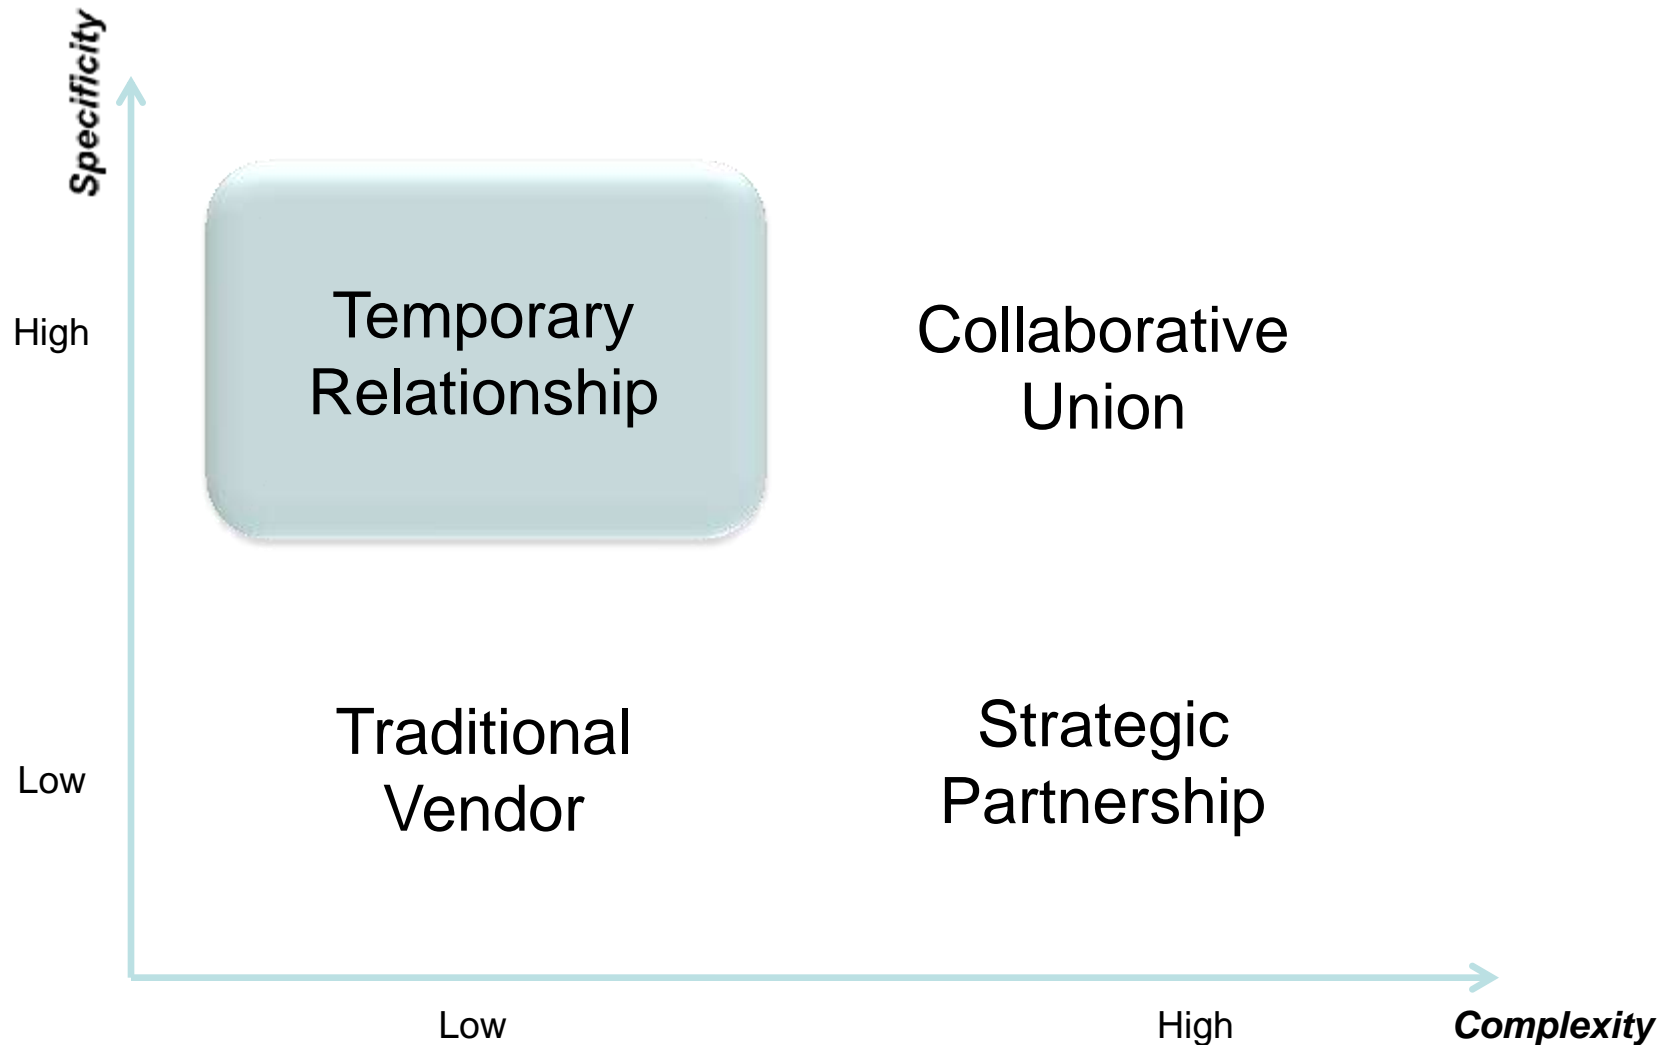 Specificity
High
Temporary
Relationship
Collaborative
Union
Low
Traditional
Vendor
Strategic
Partnership
Low
High
Complexity